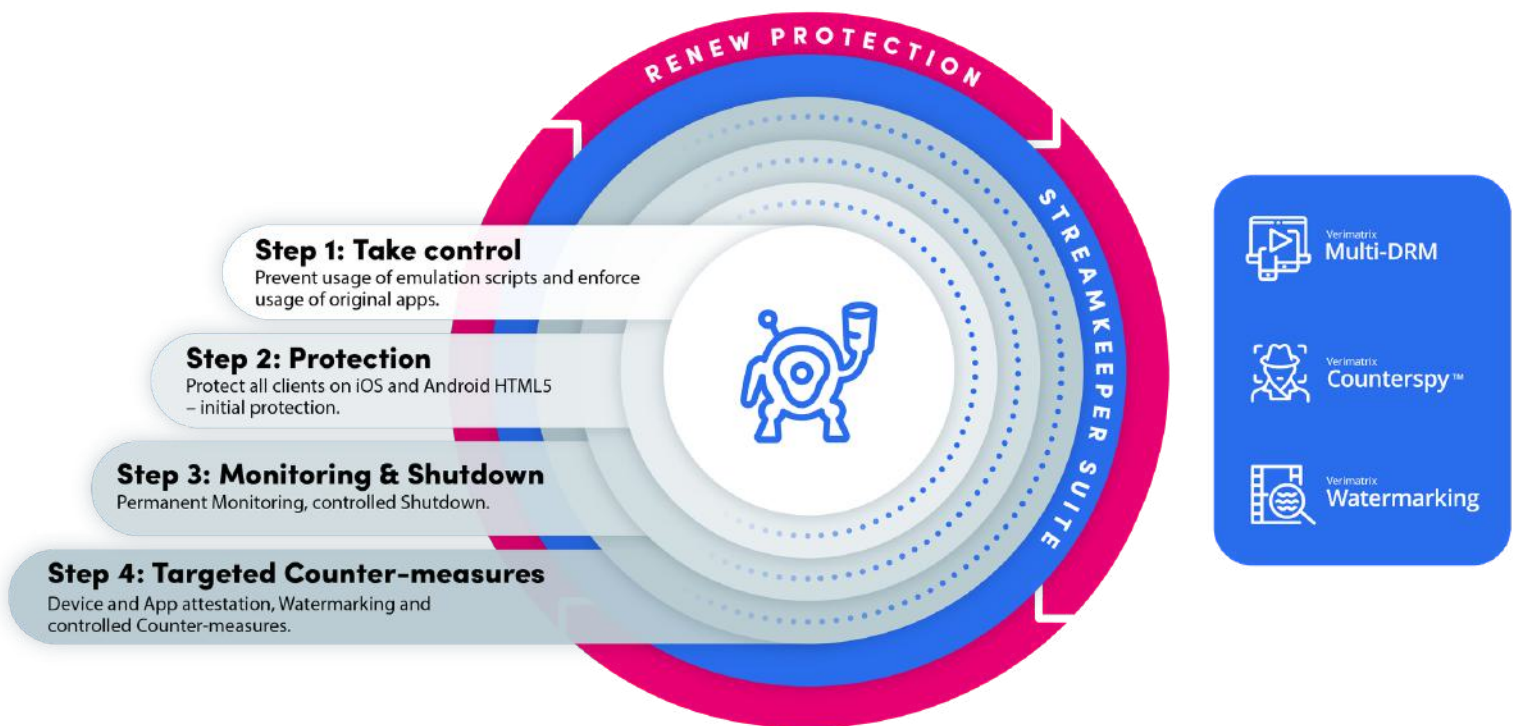 RENEW PROTECTION
STREAMKEEPER SUITE
Step 1: Take control
Prevent usage of emulation scripts and enforce
usage of original apps.
Step 2: Protection
Protect all clients on iOS and Android HTML5
– initial protection.
Step 3: Monitoring & Shutdown
Permanent Monitoring, controlled Shutdown.
Step 4: Targeted Counter-measures
Device and App attestation, Watermarking and
controlled Counter-measures.
Verimatrix
Multi-DRM
Verimatrix
Counterspy™
Verimatrix
Watermarking